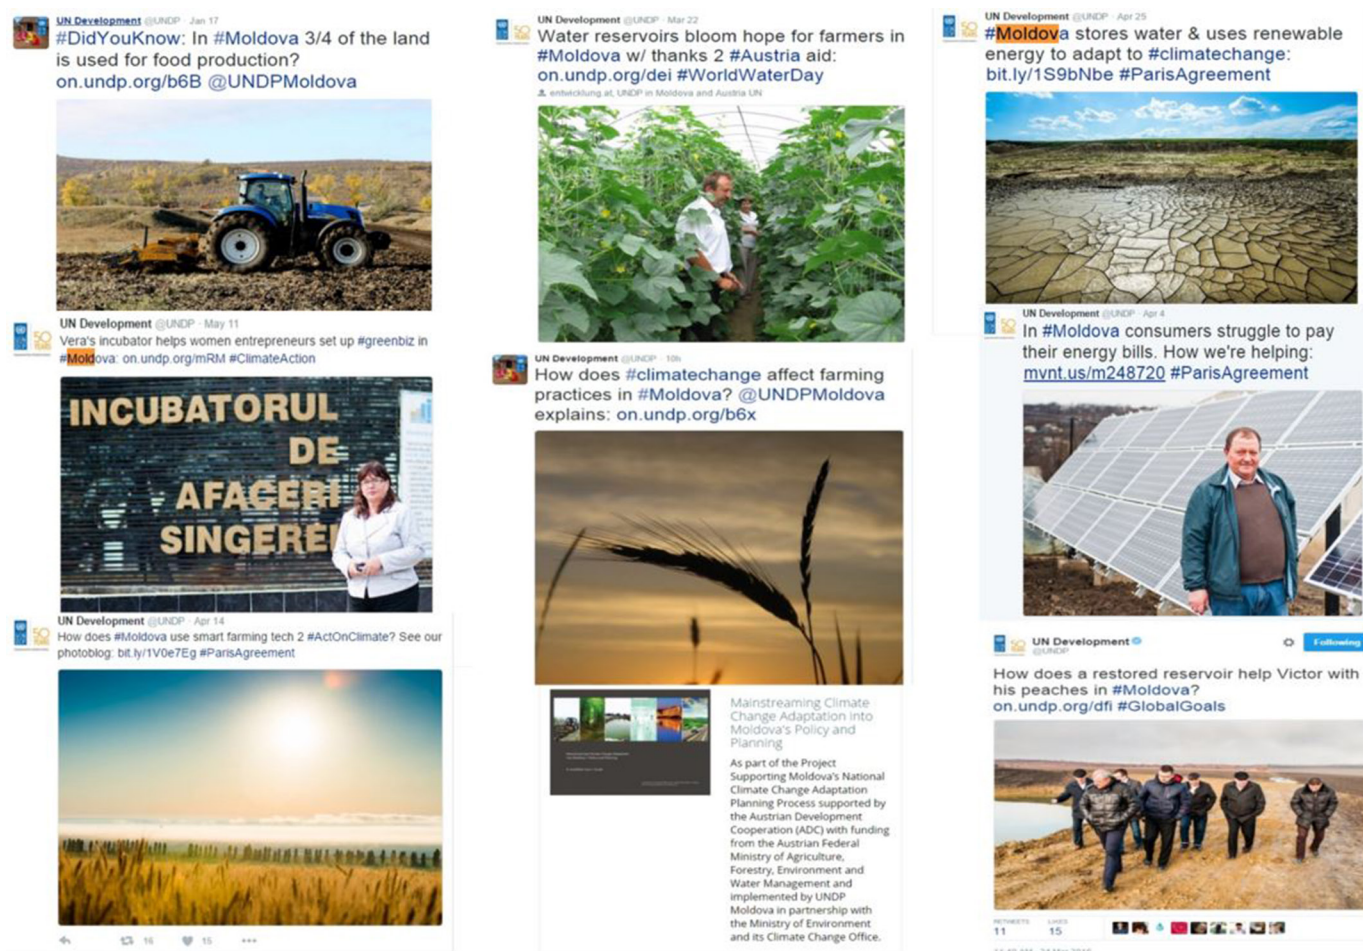 UN Development @UNDP · Jan 17
#DidYouKnow: In #Moldova 3/4 of the land
is used for food production?
on.undp.org/b6B @UNDPMoldova
UN Development @UNDP · May 11
Vera's incubator helps women entrepreneurs set up #greenbiz in
#Moldova: on.undp.org/mRM #ClimateAction
INCUBATORUL
DE
AFACERI
SINGEREI
UN Development @UNDP · Apr 14
How does #Moldova use smart farming tech 2 #ActOnClimate? See our
photoblog: bit.ly/1V0e7Eg #ParisAgreement
16 15
UN Development @UNDP · Mar 22
Water reservoirs bloom hope for farmers in
#Moldova w/ thanks 2 #Austria aid:
on.undp.org/dei #WorldWaterDay
entwicklung.at, UNDP in Moldova and Austria UN
UN Development @UNDP · 10h
How does #climatechange affect farming
practices in #Moldova? @UNDPMoldova
explains: on.undp.org/b6x
Mainstreaming Climate
Change Adaptation into
Moldova's Policy and
Planning
As part of the Project
Supporting Moldova's National
Climate Change Adaptation
Planning Process supported by
the Austrian Development
Cooperation (ADC) with funding
from the Austrian Federal
Ministry of Agriculture,
Forestry, Environment and
Water Management and
implemented by UNDP
Moldova in partnership with
the Ministry of Environment
and its Climate Change Office.
UN Development @UNDP · Apr 25
#Moldova stores water & uses renewable
energy to adapt to #climatechange:
bit.ly/1S9bNbe #ParisAgreement
UN Development @UNDP · Apr 4
In #Moldova consumers struggle to pay
their energy bills. How we're helping:
mvnt.us/m248720 #ParisAgreement
UN Development
@UNDP
Following
How does a restored reservoir help Victor with
his peaches in #Moldova?
on.undp.org/dfi #GlobalGoals
RETWEETS LIKES
11 15